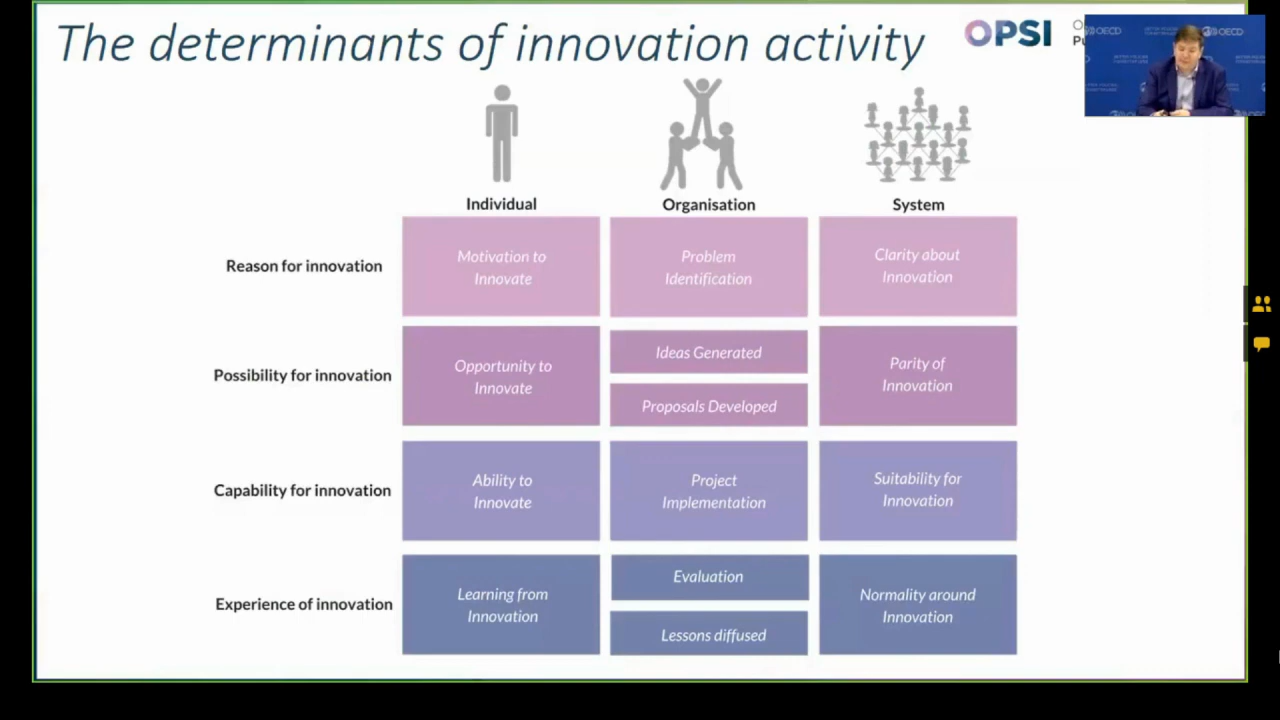 The determinants of innovation activity
OPSI
OECD
OECD
Individual
Organisation
System
Reason for innovation
Motivation to
Innovate
Problem
Identification
Clarity about
Innovation
Possibility for innovation
Opportunity to
Innovate
Ideas Generated
Proposals Developed
Parity of
Innovation
Capability for innovation
Ability to
Innovate
Project
Implementation
Suitability for
Innovation
Experience of innovation
Learning from
Innovation
Evaluation
Lessons diffused
Normality around
Innovation